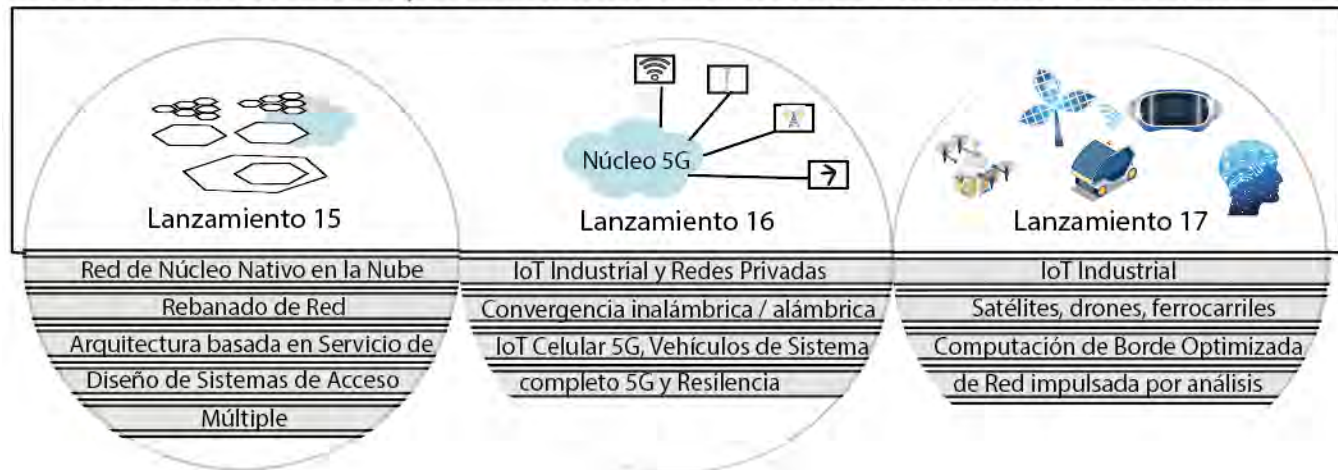 Núcleo 5G
Lanzamiento 15
Lanzamiento 16
Lanzamiento 17
Red de Núcleo Nativo en la Nube
Rebanado de Red
Arquitectura basada en Servicio de
Diseño de Sistemas de Acceso
Múltiple
IoT Industrial y Redes Privadas
Convergencia inalámbrica / alámbrica
IoT Celular 5G, Vehículos de Sistema
completo 5G y Resilencia
IoT Industrial
Satélites, drones, ferrocarriles
Computación de Borde Optimizada
de Red impulsada por análisis